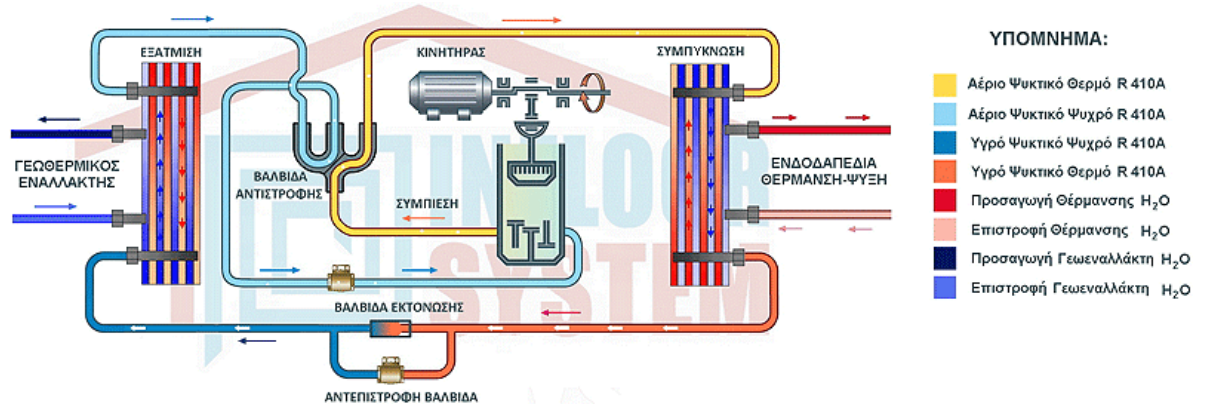 ΕΞΑΤΜΙΣΗ
ΚΙΝΗΤΗΡΑΣ
ΣΥΜΠΥΚΝΩΣΗ
ΓΕΩΘΕΡΜΙΚΟΣ
ΕΝΑΛΛΑΚΤΗΣ
ΒΑΛΒΙΔΑ
ΑΝΤΙΣΤΡΟΦΗΣ
ΣΥΜΠΙΕΣΗ
ΕΝΔΟΔΑΠΕΔΙΑ
ΘΕΡΜΑΝΣΗ-ΨΥΞΗ
ΒΑΛΒΙΔΑ ΕΚΤΟΝΩΣΗΣ
ΑΝΤΕΠΙΣΤΡΟΦΗ ΒΑΛΒΙΔΑ
INFLOOR
SYSTEM
ΥΠΟΜΝΗΜΑ:
Αέριο Ψυκτικό Θερμό R 410A
Αέριο Ψυκτικό Ψυχρό R 410A
Υγρό Ψυκτικό Ψυχρό R 410A
Υγρό Ψυκτικό Θερμό R 410A
Προσαγωγή Θέρμανσης H₂O
Επιστροφή Θέρμανσης H₂O
Προσαγωγή Γεωεναλλάκτη H₂O
Επιστροφή Γεωεναλλάκτη H₂O